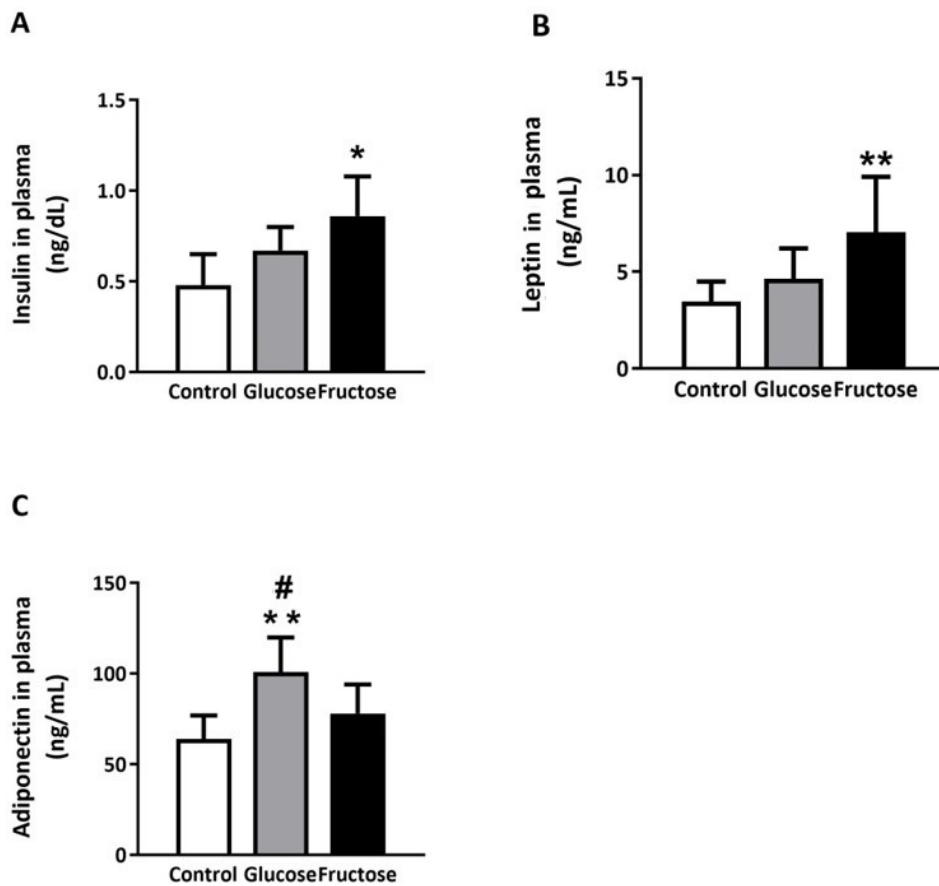 A
Insulin in plasma
(ng/dL)
1.5
1.0
0.5
0.0
*
Control Glucose Fructose
B
Leptin in plasma
(ng/mL)
15
10
5
0
**
Control Glucose Fructose
C
Adiponectin in plasma
(ng/mL)
150
100
50
0
#
**
Control Glucose Fructose